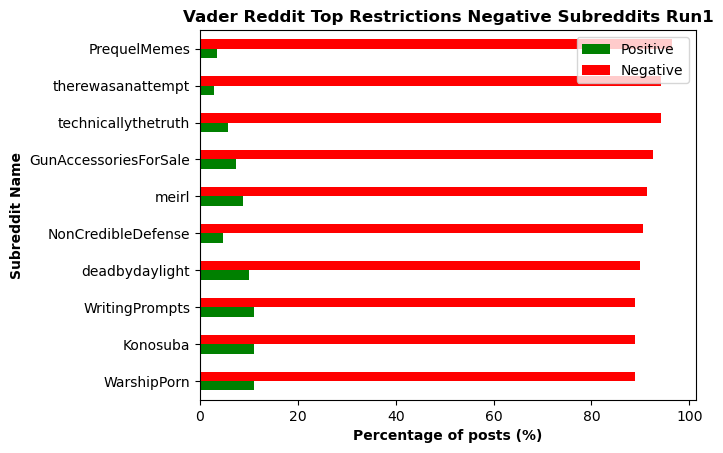 Vader Reddit Top Restrictions Negative Subreddits Run1
Positive
Negative
Subreddit Name
PrequelMemes
therewasanattempt
technicallythetruth
GunAccessoriesForSale
meirl
NonCredibleDefense
deadbydaylight
WritingPrompts
Konosuba
WarshipPorn
0 20 40 60 80 100
Percentage of posts (%)